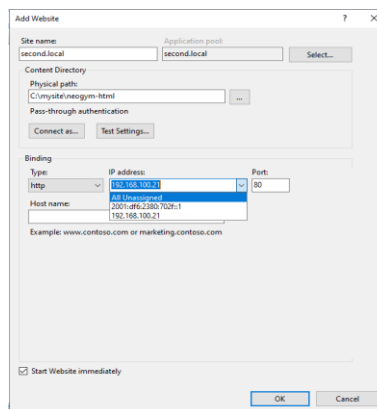 Add Website
? ×
Site name: Application pool:
second.local second.local Select...
Content Directory
Physical path:
C:\mysite\neogym-html ...
Pass-through authentication
Connect as... Test Settings...
Binding
Type: IP address: Port:
http 192.168.100.21 80
All Unassigned
Host name: 2001:df6:2380:702f::1
192.168.100.21
Example: www.contoso.com or marketing.contoso.com
Start Website immediately
OK Cancel